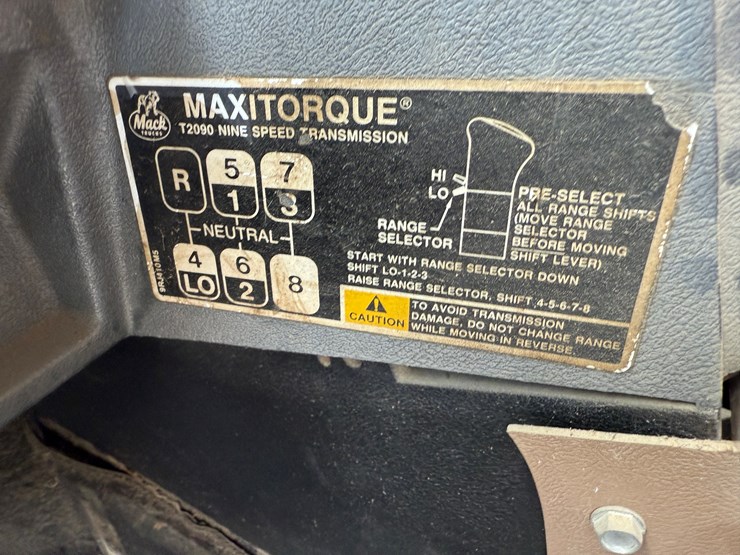 Mack
TRUCKS
MAXITORQUE®
T2090 NINE SPEED TRANSMISSION
R 5 7
1 3
NEUTRAL
4 6 8
LO 2
9RJ410M5
HI
LO
RANGE
SELECTOR
PRE-SELECT
ALL RANGE SHIFTS
(MOVE RANGE
SELECTOR
BEFORE MOVING
SHIFT LEVER)
START WITH RANGE SELECTOR DOWN
SHIFT LO-1-2-3
RAISE RANGE SELECTOR, SHIFT 4-5-6-7-8
CAUTION
TO AVOID TRANSMISSION
DAMAGE, DO NOT CHANGE RANGE
WHILE MOVING IN REVERSE.